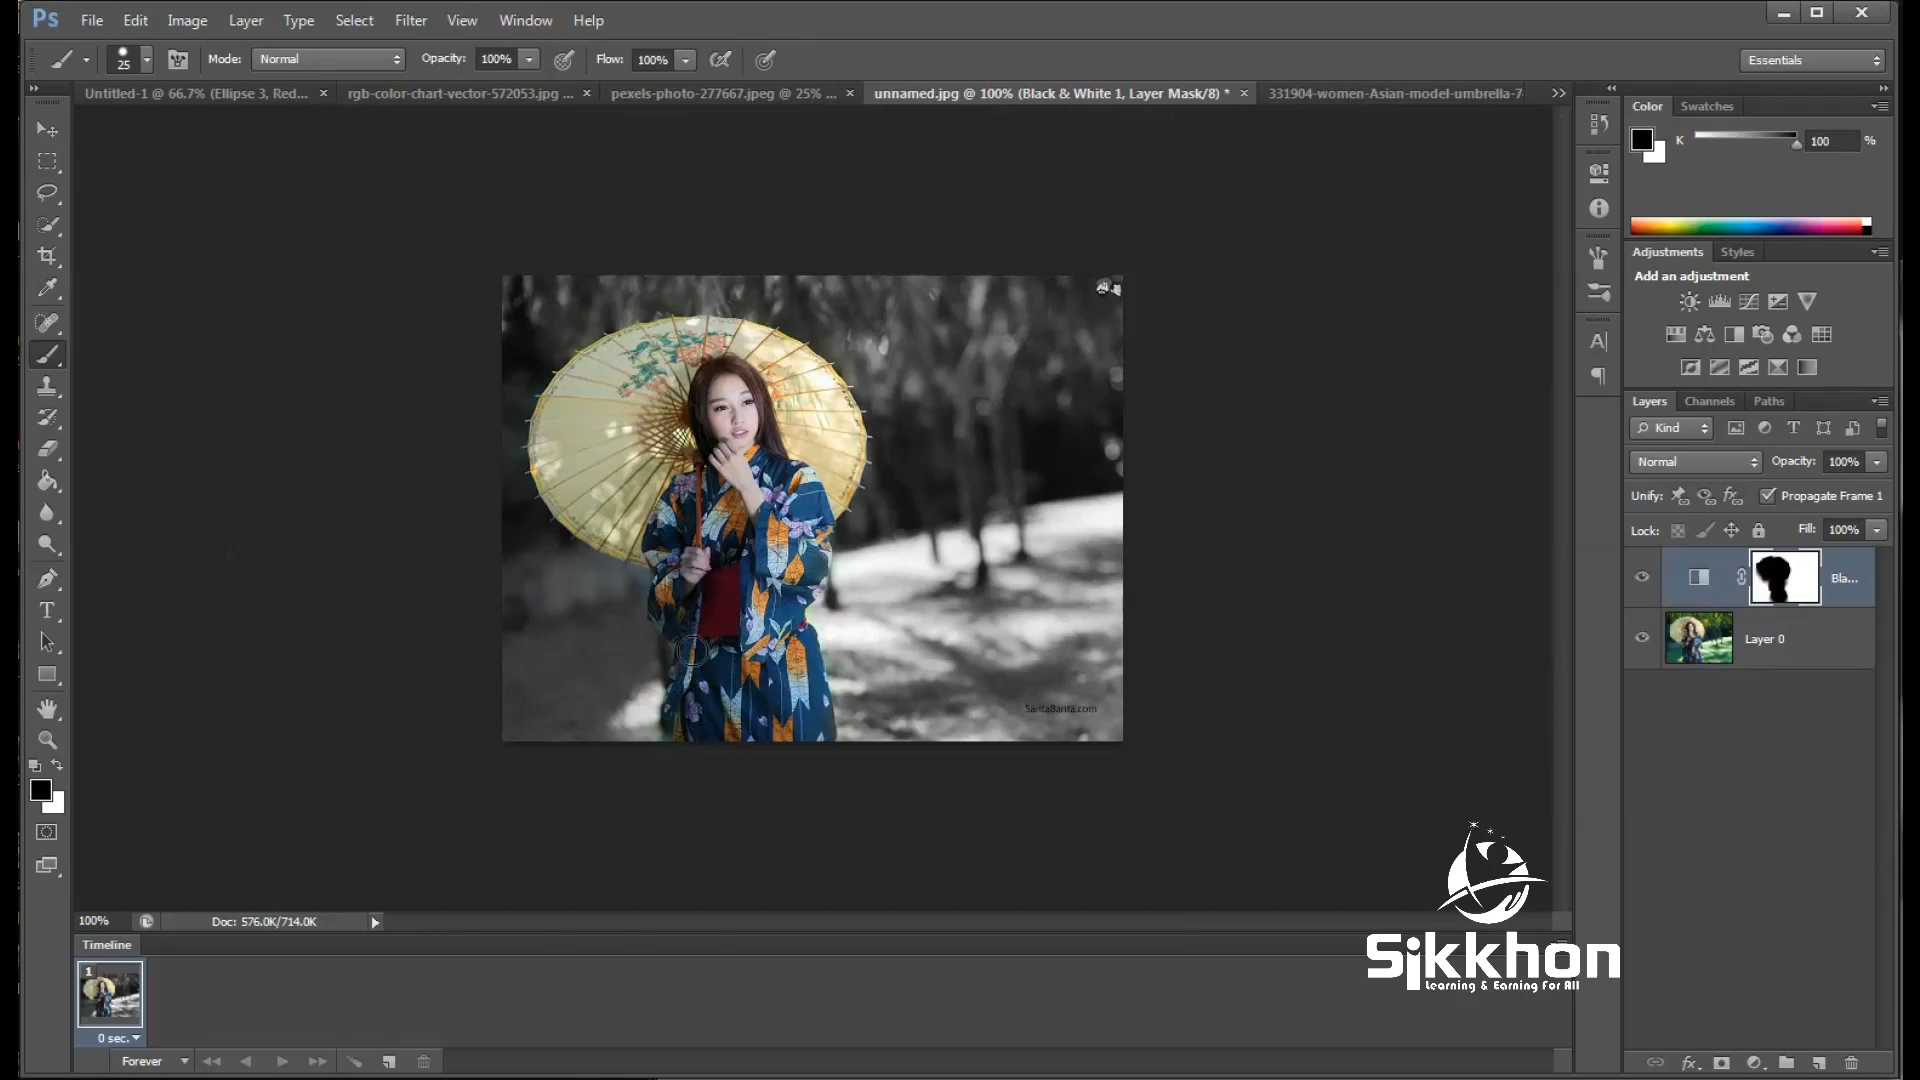 Ps File Edit Image Layer Type Select Filter View Window Help
25 Mode: Normal Opacity: 100% Flow: 100% Essentials
Untitled-1 @ 66.7% (Ellipse 3, Red... × rgb-color-chart-vector-572053.jpg ... × pexels-photo-277667.jpeg @ 25% ... × unnamed.jpg @ 100% (Black & White 1, Layer Mask/8) * × 331904-women-Asian-model-umbrella-7
Color Swatches
K 100 %
Adjustments Styles
Add an adjustment
Layers Channels Paths
Kind
Normal Opacity: 100%
Unify: Propagate Frame 1
Lock: Fill: 100%
Bla...
Layer 0
SantaBanta.com
100% Doc: 576.0K/714.0K
Timeline
1
0 sec.
Forever
Sikkhon
Learning & Earning For All